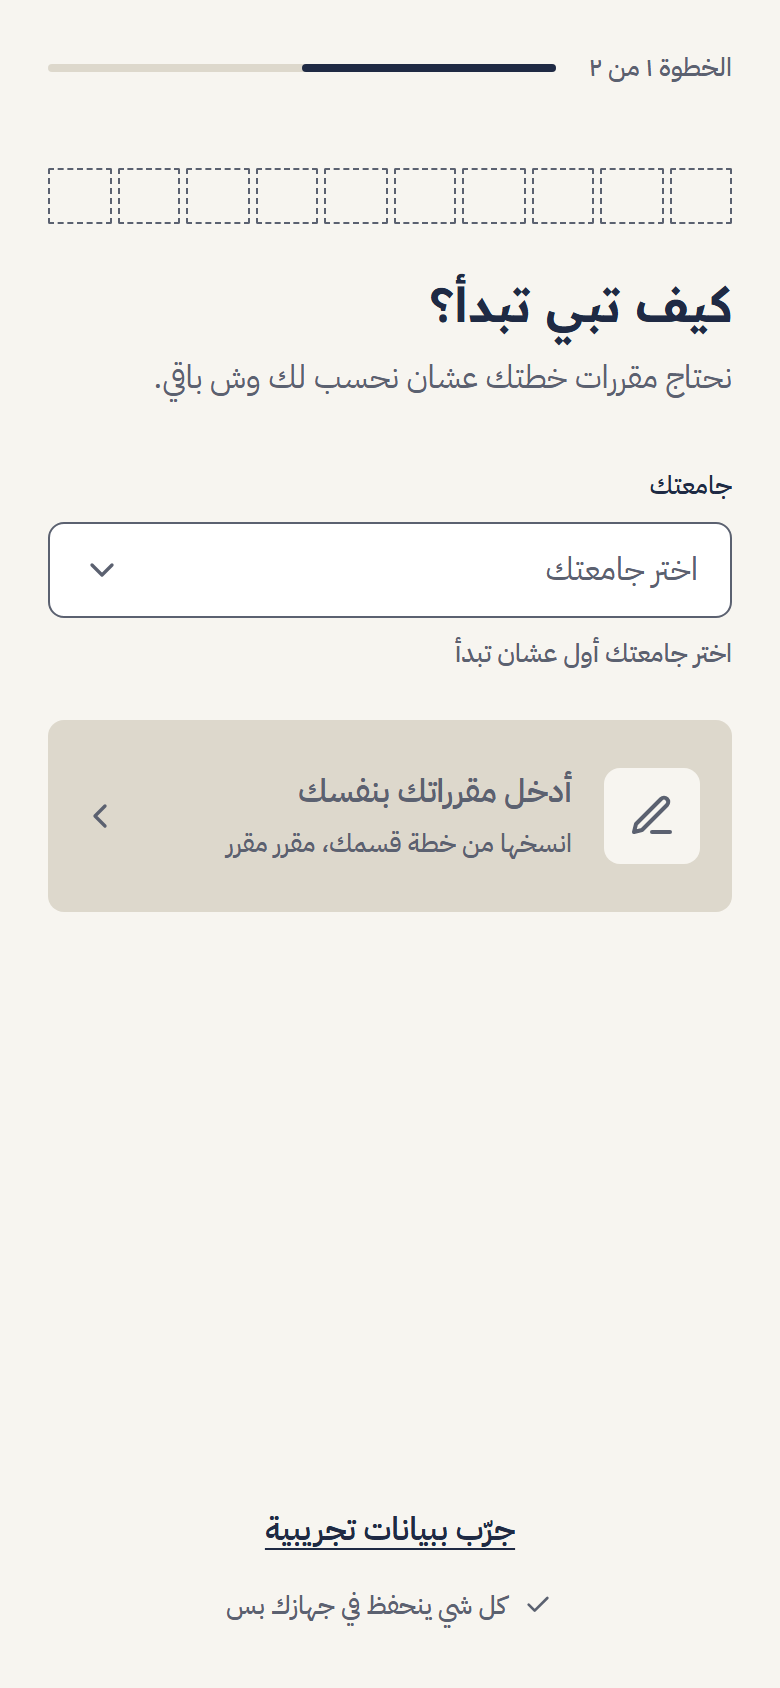 الخطوة ١ من ٢
كيف تبي تبدأ؟
نحتاج مقررات خطتك عشان نحسب لك وش باقي.
جامعتك
اختر جامعتك
اختر جامعتك أول عشان تبدأ
أدخل مقرراتك بنفسك
انسخها من خطة قسمك، مقرر مقرر
جرّب ببيانات تجريبية
كل شي ينحفظ في جهازك بس